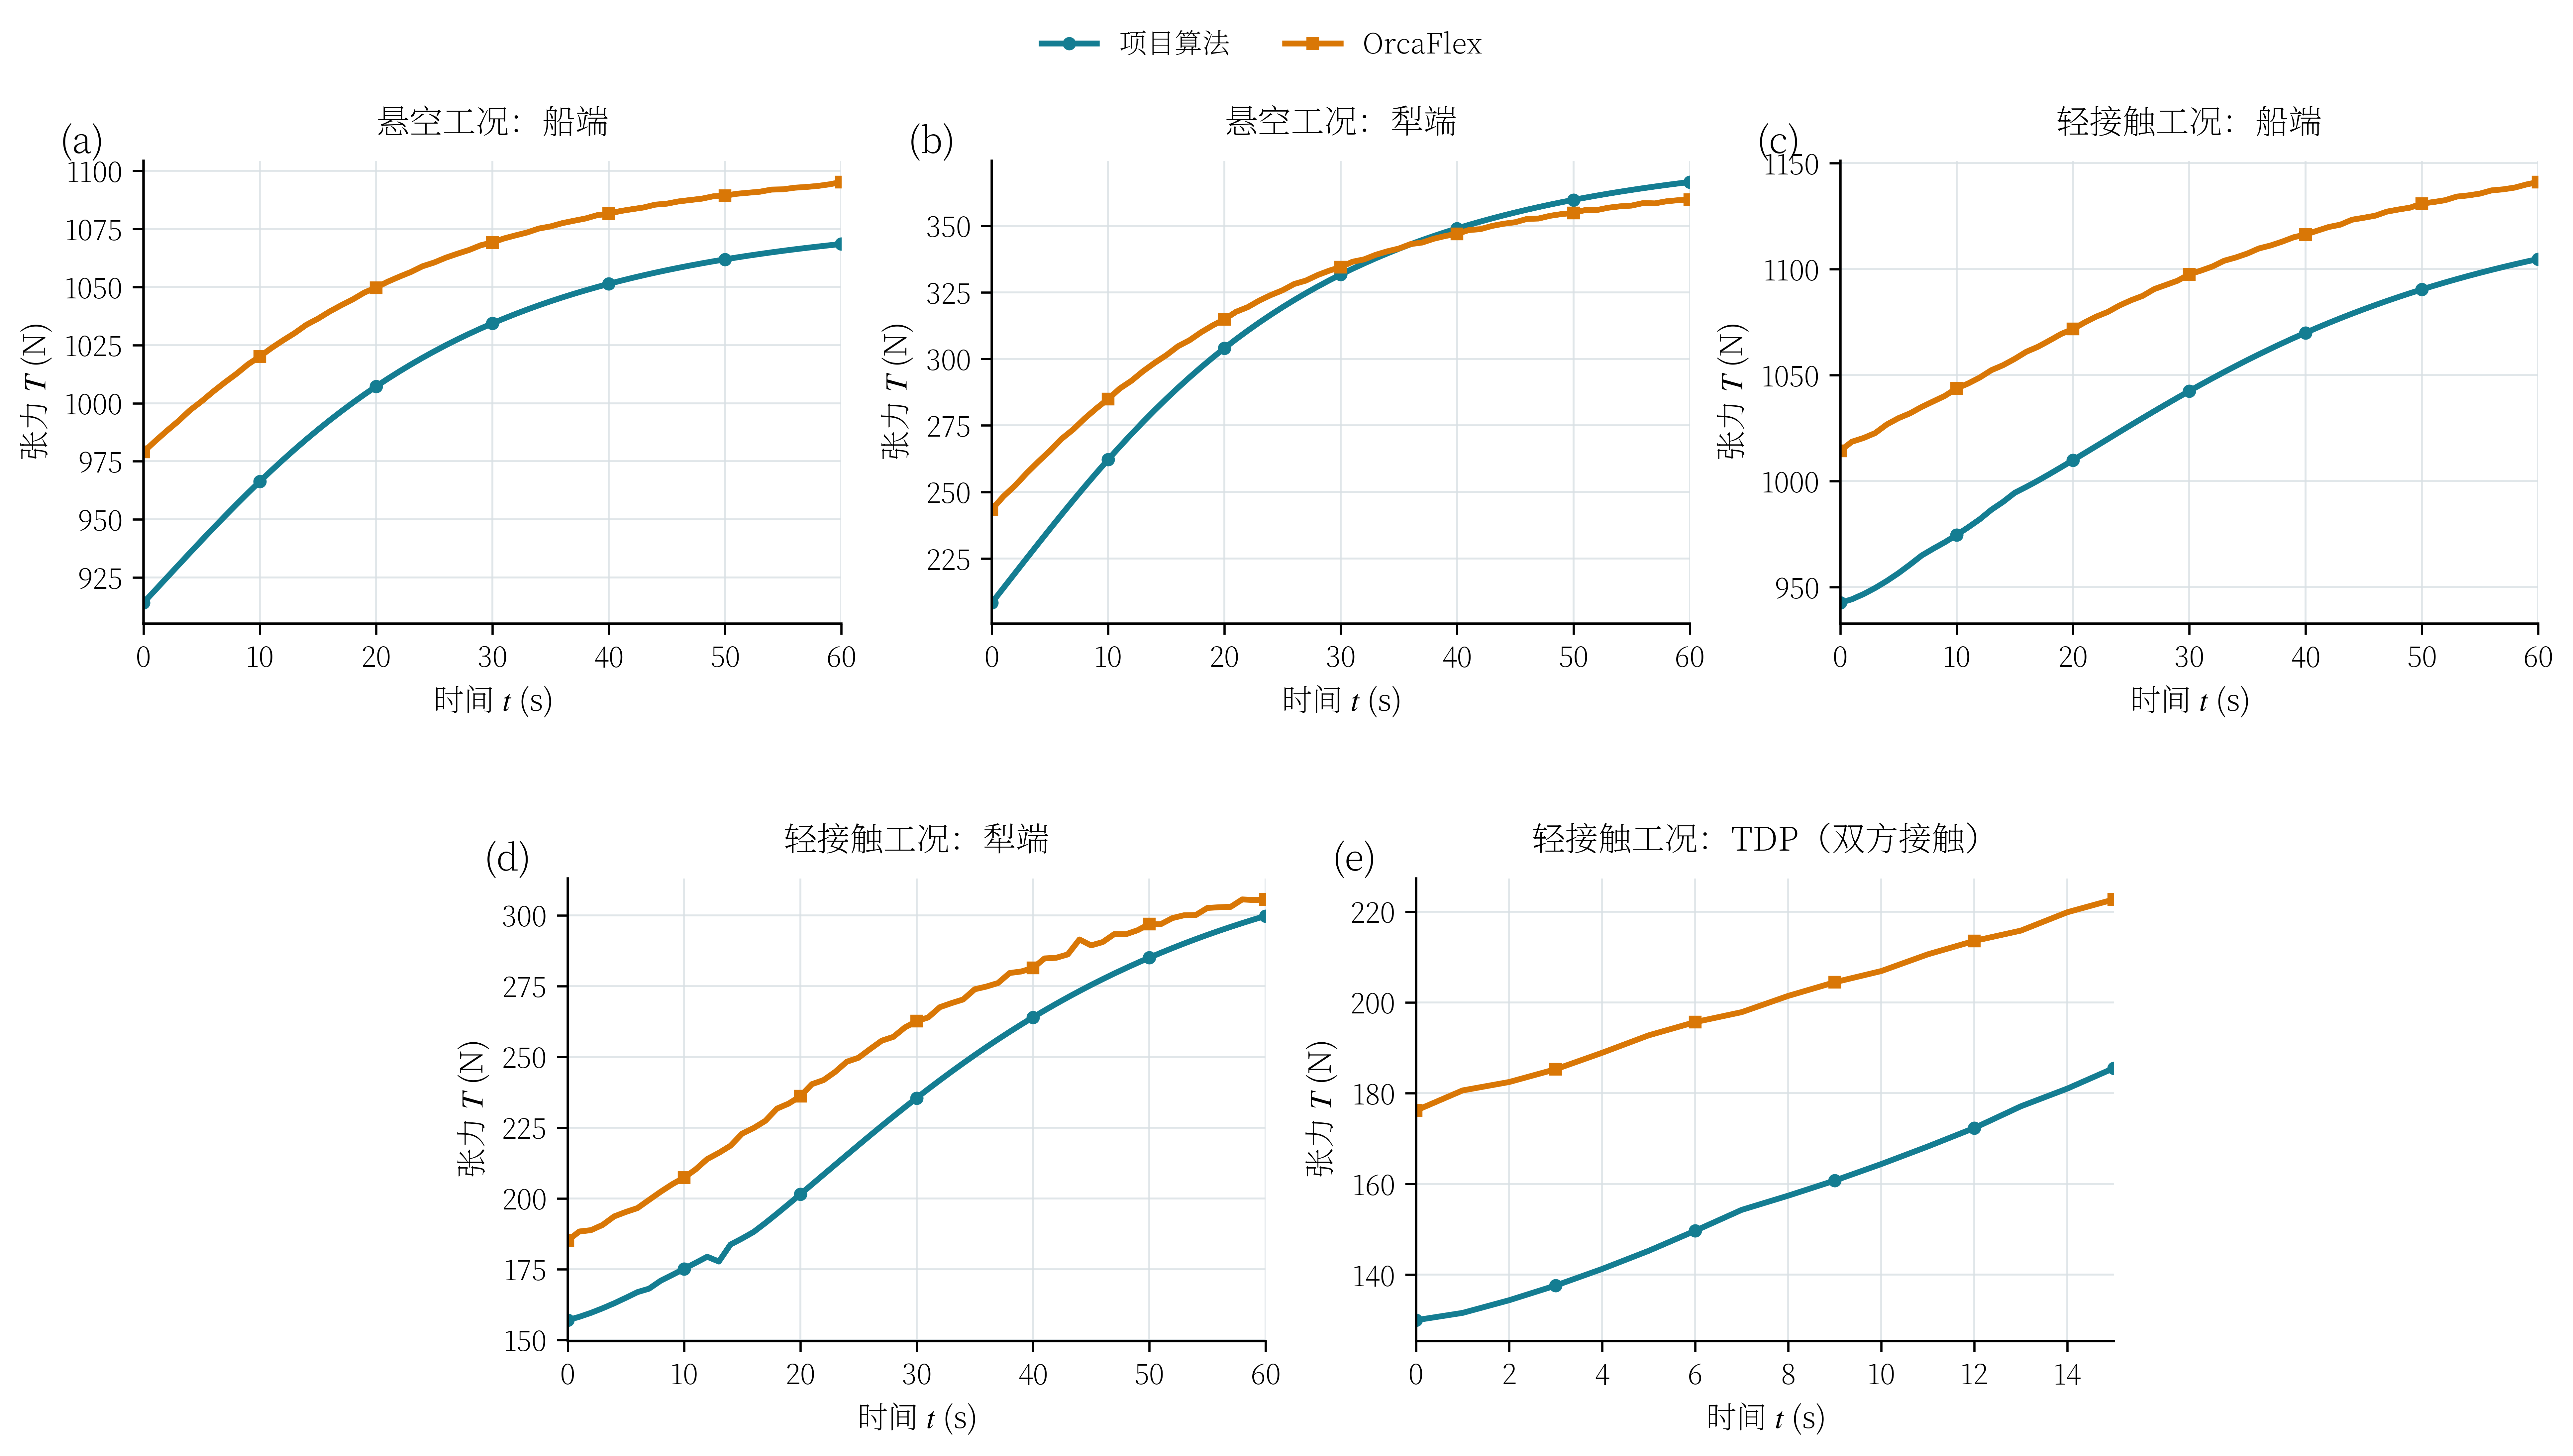 项目算法 OrcaFlex
(a) 悬空工况：船端
张力 T (N)
1100
1075
1050
1025
1000
975
950
925
0 10 20 30 40 50 60
时间 t (s)
(b) 悬空工况：犁端
张力 T (N)
350
325
300
275
250
225
0 10 20 30 40 50 60
时间 t (s)
(c) 轻接触工况：船端
张力 T (N)
1150
1100
1050
1000
950
0 10 20 30 40 50 60
时间 t (s)
(d) 轻接触工况：犁端
张力 T (N)
300
275
250
225
200
175
150
0 10 20 30 40 50 60
时间 t (s)
(e) 轻接触工况：TDP（双方接触）
张力 T (N)
220
200
180
160
140
0 2 4 6 8 10 12 14
时间 t (s)